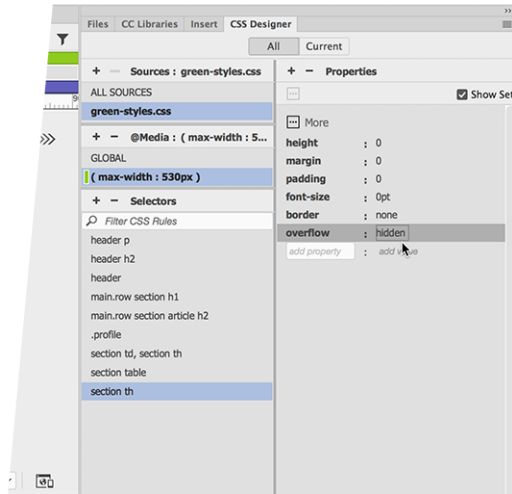 Files CC Libraries Insert CSS Designer
All Current
+ − Sources : green-styles.css
ALL SOURCES
green-styles.css
+ − @Media : ( max-width : 5...
GLOBAL
( max-width : 530px )
+ − Selectors
Filter CSS Rules
header p
header h2
header
main.row section h1
main.row section article h2
.profile
section td, section th
section table
section th
+ − Properties
Show Set
More
height : 0
margin : 0
padding : 0
font-size : 0pt
border : none
overflow : hidden
add property : add value